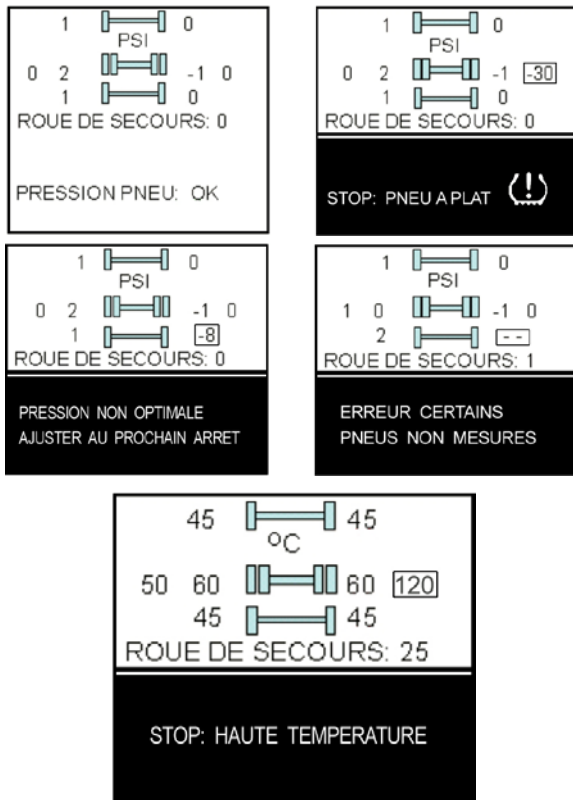 1 0
PSI
0 2 -1 0
1 0
ROUE DE SECOURS: 0
PRESSION PNEU: OK
1 0
PSI
0 2 -1 -30
1 0
ROUE DE SECOURS: 0
STOP: PNEU A PLAT (!)
1 0
PSI
0 2 -1 0
1 -8
ROUE DE SECOURS: 0
PRESSION NON OPTIMALE
AJUSTER AU PROCHAIN ARRET
1 0
PSI
1 0 -1 0
2 - -
ROUE DE SECOURS: 1
ERREUR CERTAINS
PNEUS NON MESURES
45 45
ºC
50 60 60 120
45 45
ROUE DE SECOURS: 25
STOP: HAUTE TEMPERATURE